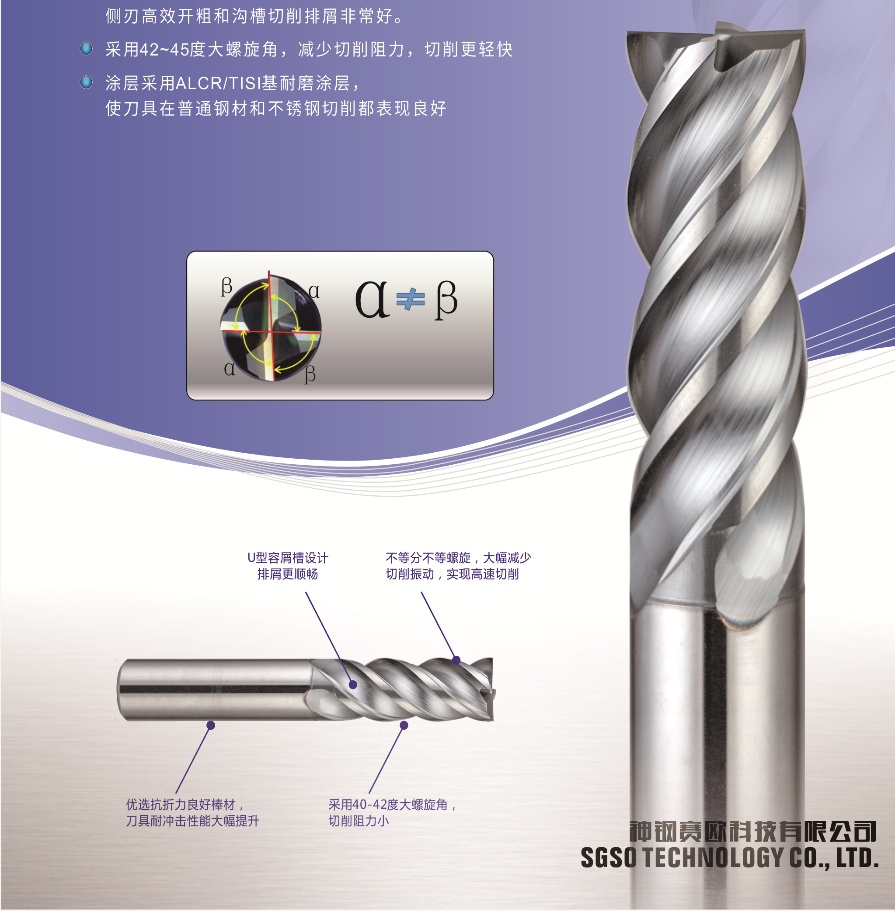 侧刃高效开粗和沟槽切削排屑非常好。
采用42~45度大螺旋角，减少切削阻力，切削更轻快
涂层采用ALCR/TISI基耐磨涂层，
使刀具在普通钢材和不锈钢切削都表现良好
β α
α≠β
α β
U型容屑槽设计
排屑更顺畅
不等分不等螺旋，大幅减少
切削振动，实现高速切削
优选抗折力良好棒材，
刀具耐冲击性能大幅提升
采用40-42度大螺旋角，
切削阻力小
神钢赛欧科技有限公司
SGSO TECHNOLOGY CO., LTD.